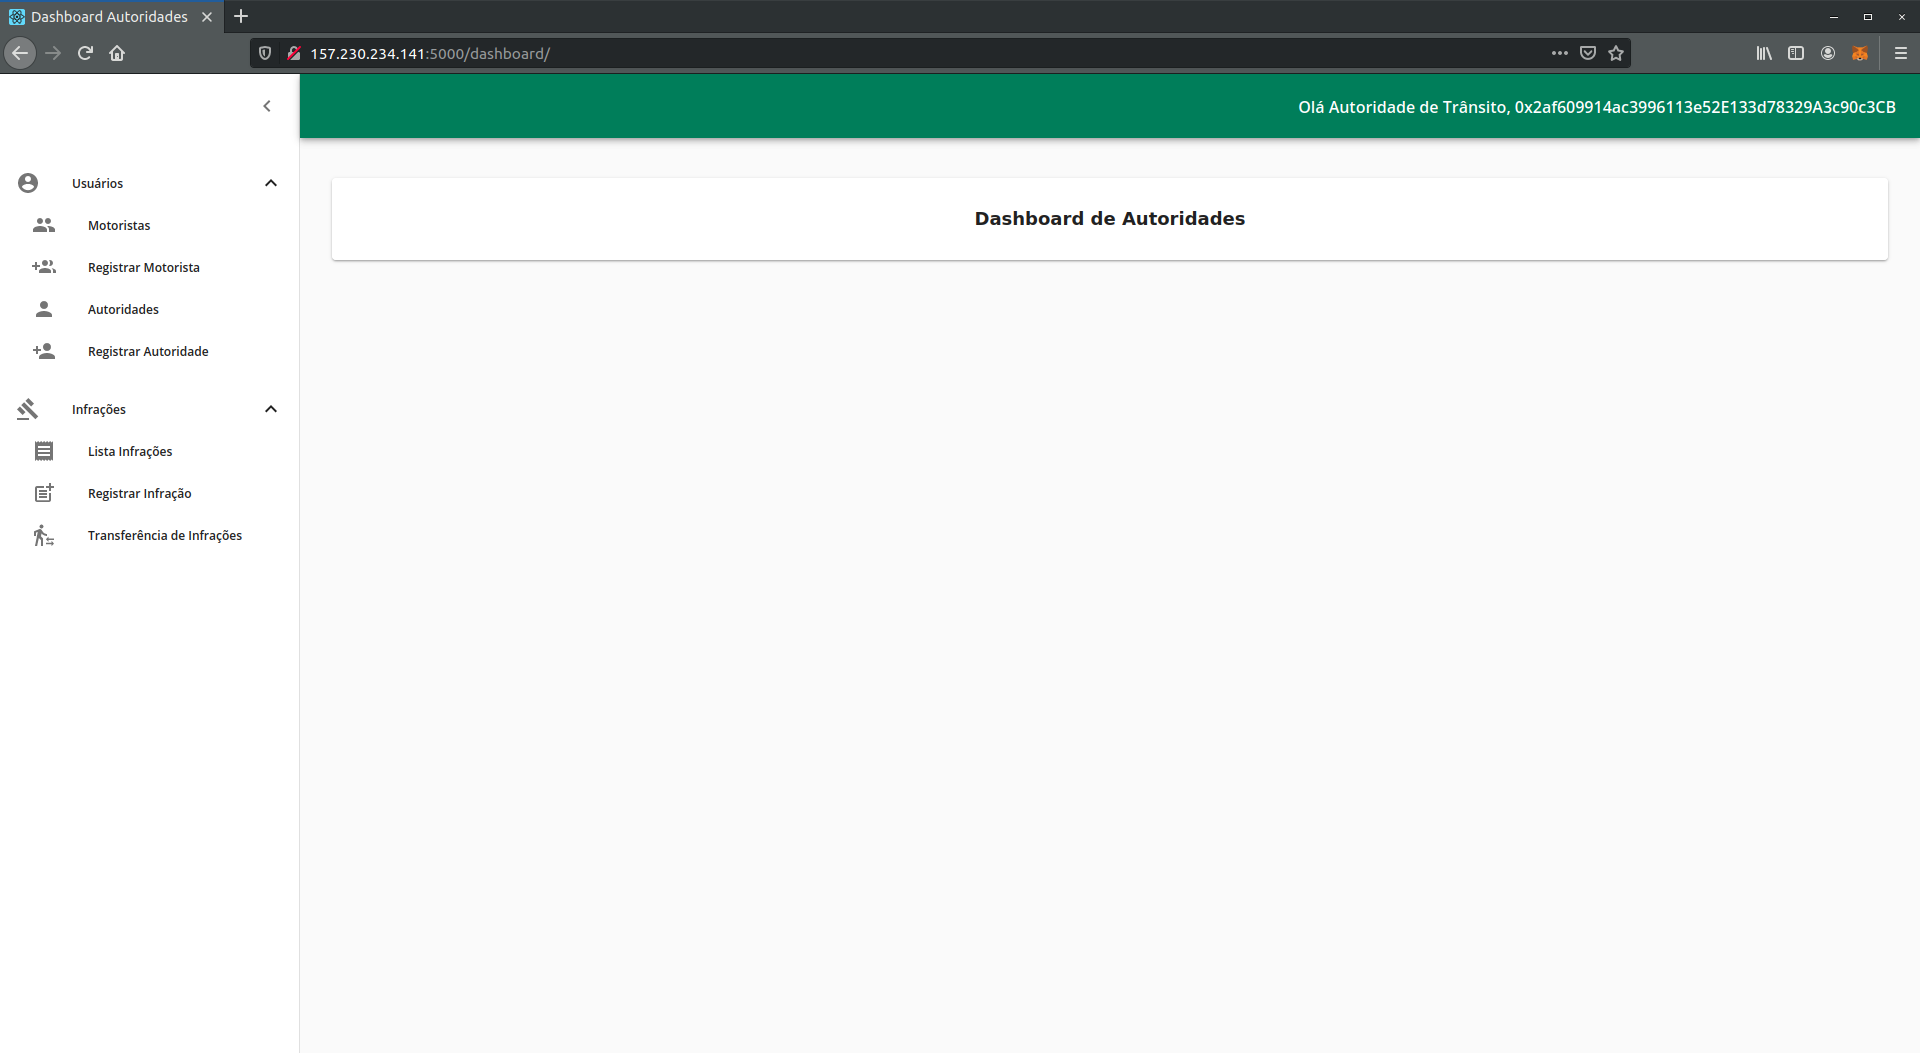 Dashboard Autoridades
157.230.234.141:5000/dashboard/
Olá Autoridade de Trânsito, 0x2af609914ac3996113e52E133d78329A3c90c3CB
Usuários
Motoristas
Registrar Motorista
Autoridades
Registrar Autoridade
Infrações
Lista Infrações
Registrar Infração
Transferência de Infrações
Dashboard de Autoridades